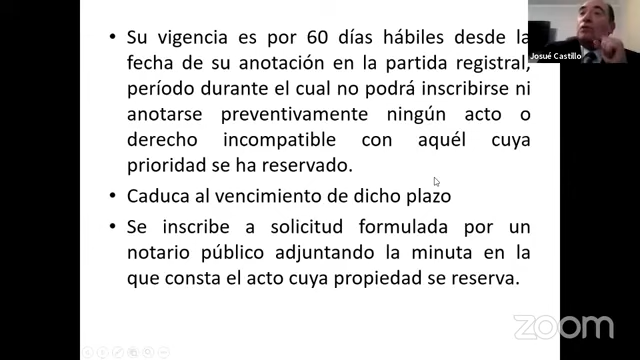 Su vigencia es por 60 días hábiles desde la
fecha de su anotación en la partida registral,
período durante el cual no podrá inscribirse ni
anotarse preventivamente ningún acto o
derecho incompatible con aquél cuya
prioridad se ha reservado.
Caduca al vencimiento de dicho plazo
Se inscribe a solicitud formulada por un
notario público adjuntando la minuta en la
que consta el acto cuya propiedad se reserva.
Josué Castillo
zoom